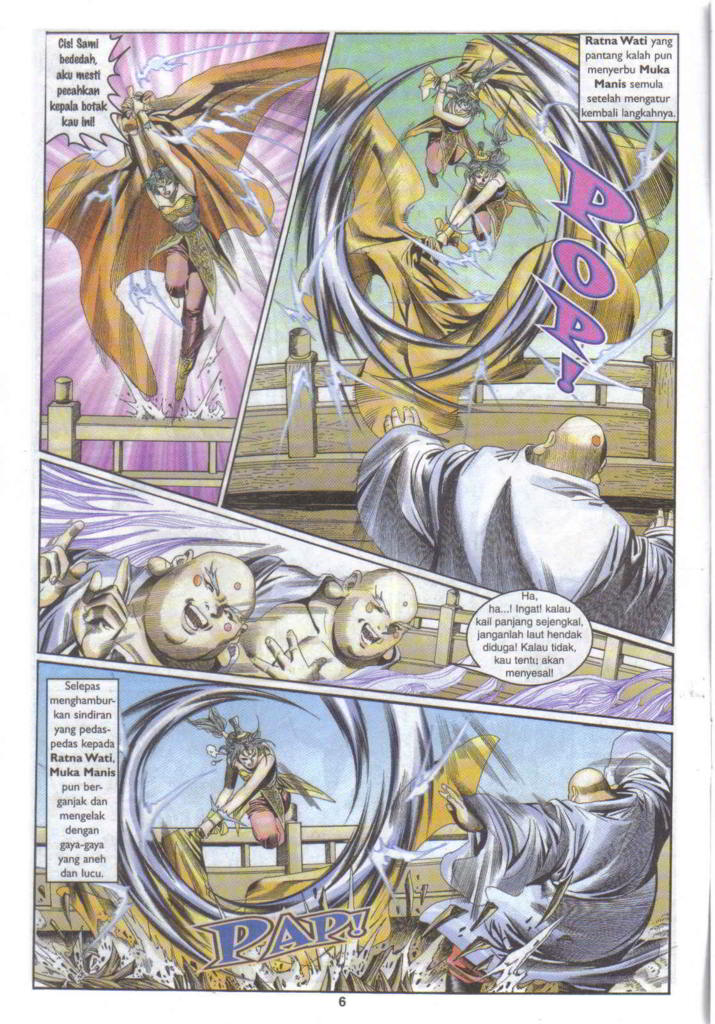 Cis! Sami
bedebah,
aku mesti
pecahkan
kepala botak
kau ini!
Ratna Wati yang
pantang kalah pun
menyerbu Muka
Manis semula
setelah mengatur
kembali langkahnya.
POP!
Ha,
ha...! Ingat! kalau
kail panjang sejengkal,
janganlah laut hendak
diduga! Kalau tidak,
kau tentu akan
menyesal!
Selepas
menghambur-
kan sindiran
yang pedas-
pedas kepada
Ratna Wati,
Muka Manis
pun ber-
ganjak dan
mengelak
dengan
gaya-gaya
yang aneh
dan lucu.
PAP!
6